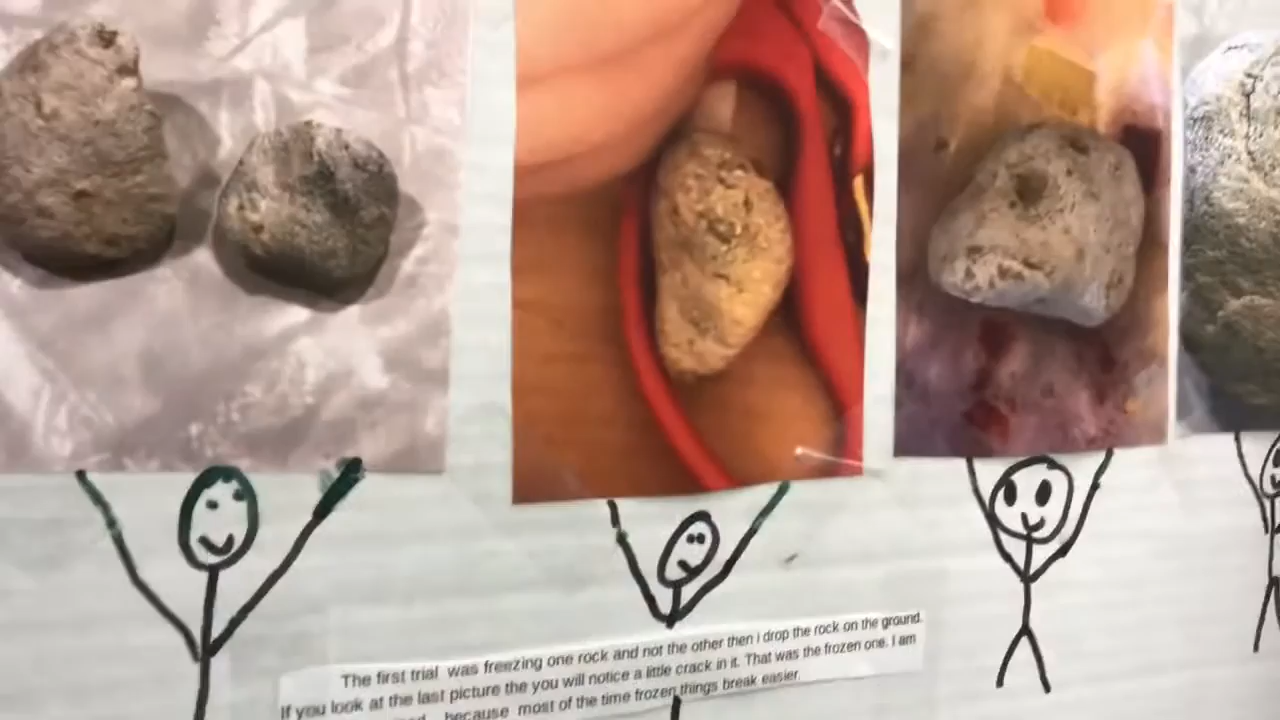 The first trial was freezing one rock and not the other then i drop the rock on the ground.
If you look at the last picture the you will notice a little crack in it. That was the frozen one. I am
because most of the time frozen things break easier.